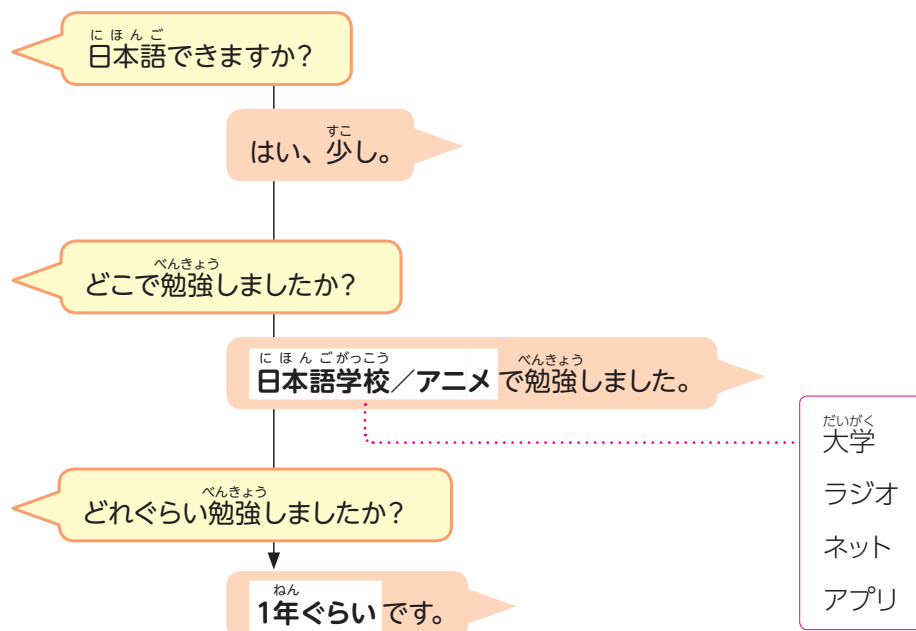 にほんご
日本語できますか?
すこ
はい、少し。
べんきょう
どこで勉強しましたか?
にほんごがっこう べんきょう
日本語学校/アニメで勉強しました。
だいがく
大学
ラジオ
ネット
アプリ
べんきょう
どれぐらい勉強しましたか?
ねん
1年ぐらいです。